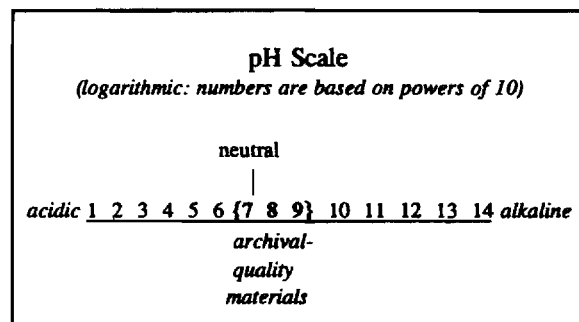 pH Scale
(logarithmic: numbers are based on powers of 10)
neutral
acidic 1 2 3 4 5 6 {7 8 9} 10 11 12 13 14 alkaline
archival-
quality
materials